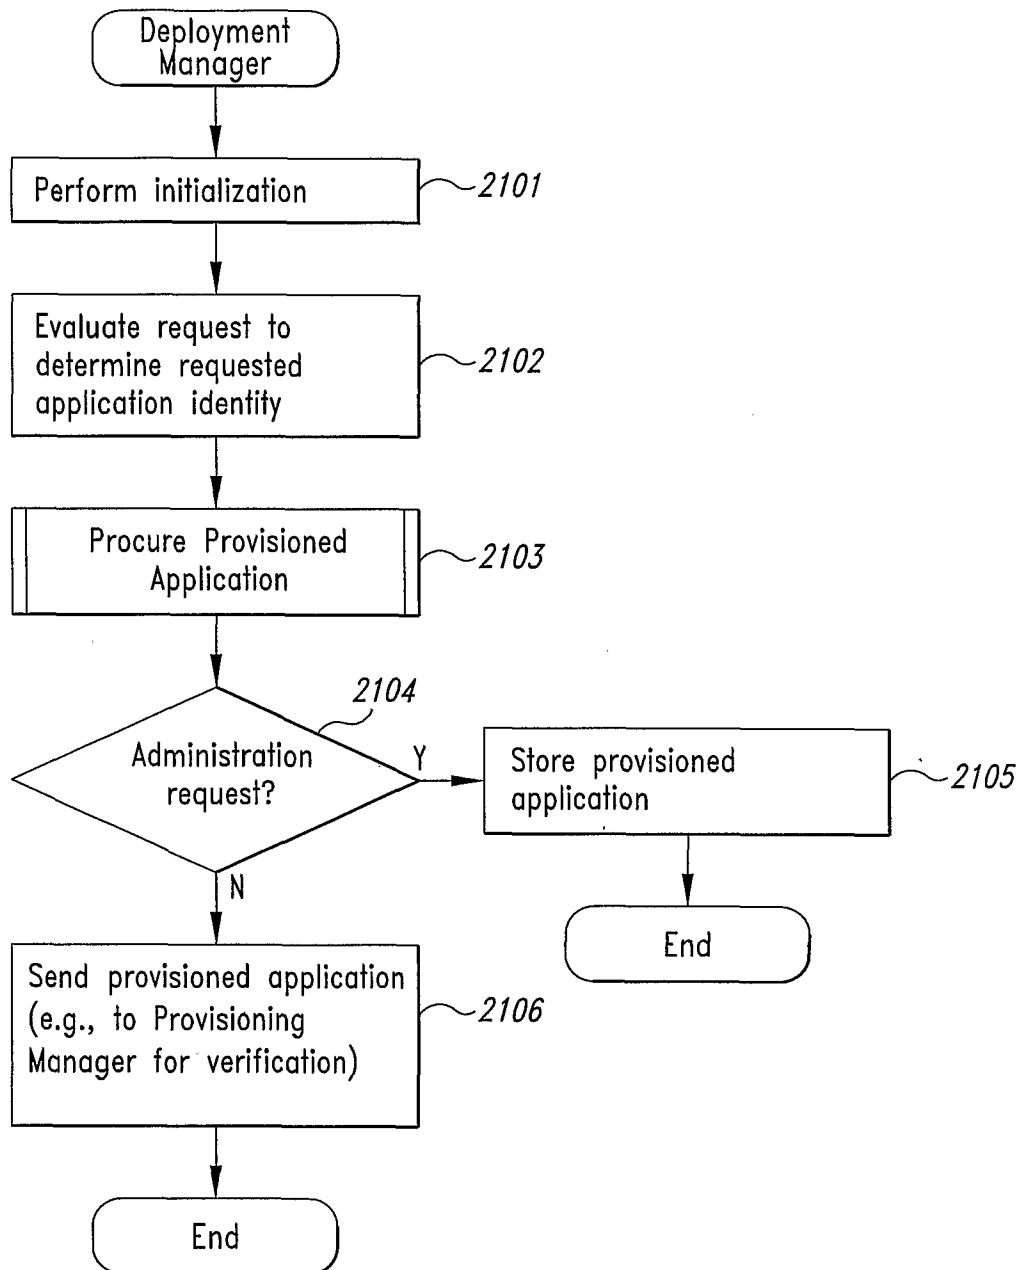 Deployment
Manager
Perform initialization
2101
Evaluate request to
determine requested
application identity
2102
Procure Provisioned
Application
2103
2104
Administration
request?
Y
Store provisioned
application
2105
N
End
Send provisioned application
(e.g., to Provisioning
Manager for verification)
2106
End